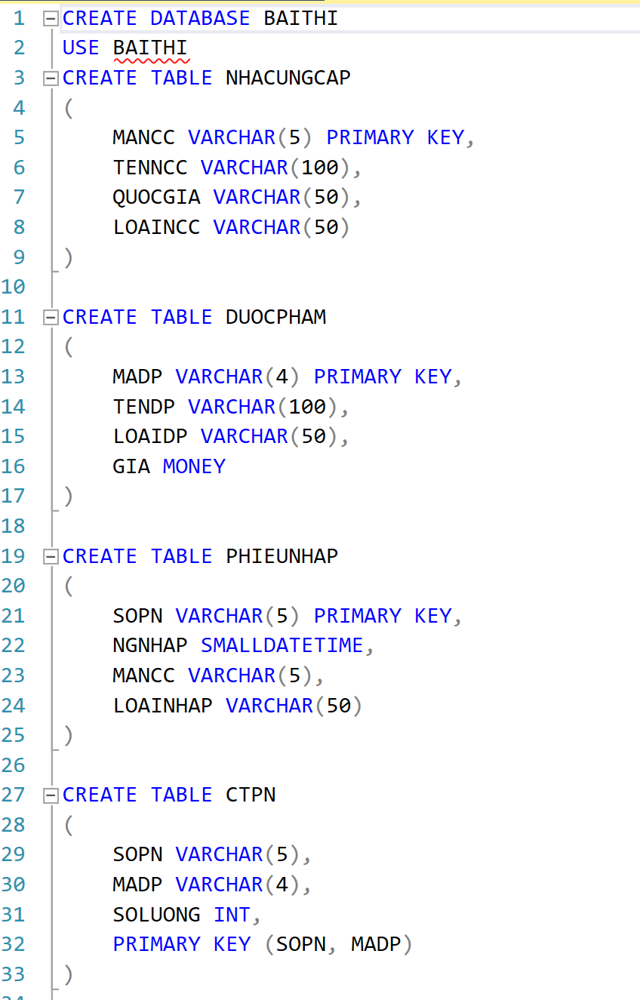 1 CREATE DATABASE BAITHI
2 USE BAITHI
3 CREATE TABLE NHACUNGCAP
4 (
5 MANCC VARCHAR(5) PRIMARY KEY,
6 TENNCC VARCHAR(100),
7 QUOCGIA VARCHAR(50),
8 LOAINCC VARCHAR(50)
9 )
10
11 CREATE TABLE DUOCPHAM
12 (
13 MADP VARCHAR(4) PRIMARY KEY,
14 TENDP VARCHAR(100),
15 LOAIDP VARCHAR(50),
16 GIA MONEY
17 )
18
19 CREATE TABLE PHIEUNHAP
20 (
21 SOPN VARCHAR(5) PRIMARY KEY,
22 NGNHAP SMALLDATETIME,
23 MANCC VARCHAR(5),
24 LOAINHAP VARCHAR(50)
25 )
26
27 CREATE TABLE CTPN
28 (
29 SOPN VARCHAR(5),
30 MADP VARCHAR(4),
31 SOLUONG INT,
32 PRIMARY KEY (SOPN, MADP)
33 )